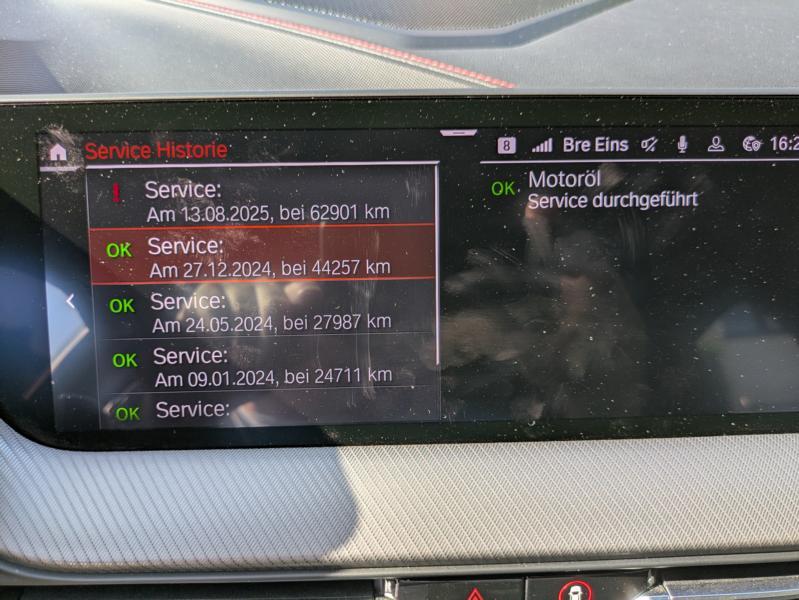 Service Historie
8 Bre Eins
! Service:
Am 13.08.2025, bei 62901 km
OK Service:
Am 27.12.2024, bei 44257 km
OK Service:
Am 24.05.2024, bei 27987 km
OK Service:
Am 09.01.2024, bei 24711 km
OK Service:
OK Motoröl
Service durchgeführt